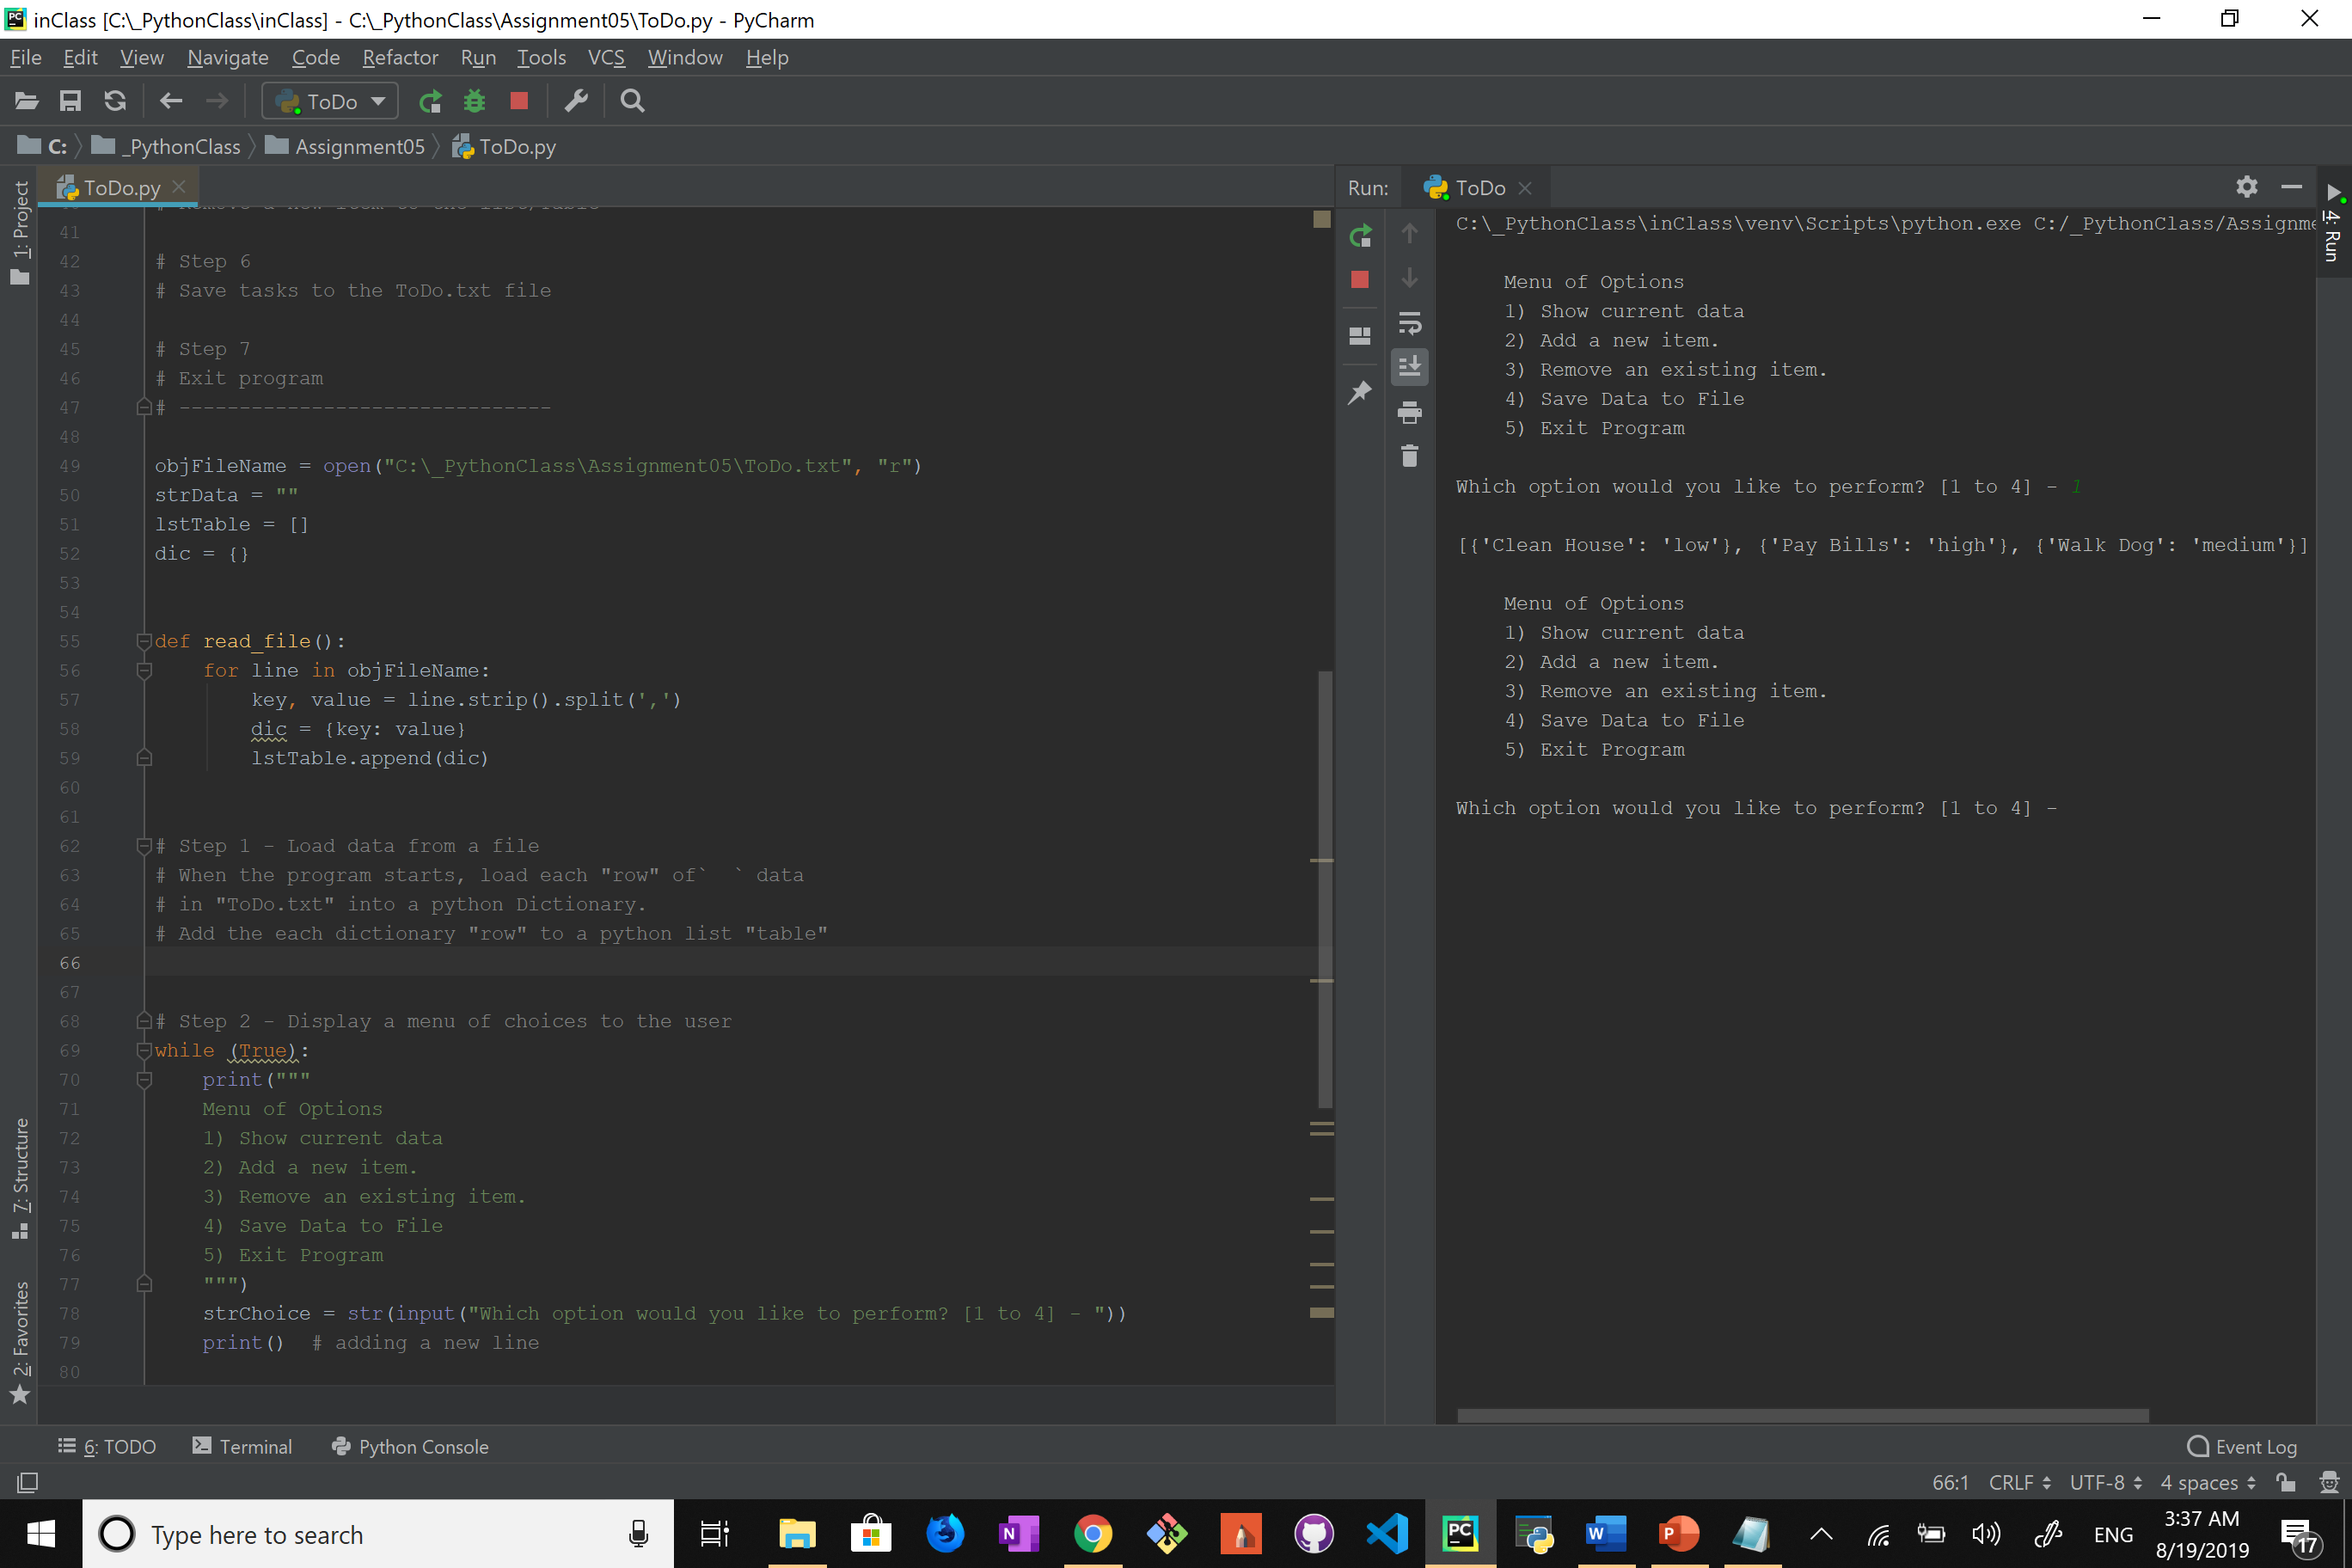 inClass [C:\_PythonClass\inClass] - C:\_PythonClass\Assignment05\ToDo.py - PyCharm
File Edit View Navigate Code Refactor Run Tools VCS Window Help
ToDo
C: _PythonClass Assignment05 ToDo.py
1: Project
7: Structure
2: Favorites
ToDo.py
41
42 # Step 6
43 # Save tasks to the ToDo.txt file
44
45 # Step 7
46 # Exit program
47 # -------------------------------
48
49 objFileName = open("C:\_PythonClass\Assignment05\ToDo.txt", "r")
50 strData = ""
51 lstTable = []
52 dic = {}
53
54
55 def read_file():
56 for line in objFileName:
57 key, value = line.strip().split(',')
58 dic = {key: value}
59 lstTable.append(dic)
60
61
62 # Step 1 - Load data from a file
63 # When the program starts, load each "row" of`  ` data
64 # in "ToDo.txt" into a python Dictionary.
65 # Add the each dictionary "row" to a python list "table"
66
67
68 # Step 2 - Display a menu of choices to the user
69 while (True):
70 print("""
71 Menu of Options
72 1) Show current data
73 2) Add a new item.
74 3) Remove an existing item.
75 4) Save Data to File
76 5) Exit Program
77 """)
78 strChoice = str(input("Which option would you like to perform? [1 to 4] - "))
79 print()  # adding a new line
80
Run: ToDo
4: Run
C:\_PythonClass\inClass\venv\Scripts\python.exe C:/_PythonClass/Assignme
Menu of Options
1) Show current data
2) Add a new item.
3) Remove an existing item.
4) Save Data to File
5) Exit Program
Which option would you like to perform? [1 to 4] - 1
[{'Clean House': 'low'}, {'Pay Bills': 'high'}, {'Walk Dog': 'medium'}]
Menu of Options
1) Show current data
2) Add a new item.
3) Remove an existing item.
4) Save Data to File
5) Exit Program
Which option would you like to perform? [1 to 4] -
6: TODO Terminal Python Console Event Log
66:1 CRLF UTF-8 4 spaces
Type here to search
ENG
3:37 AM
8/19/2019
17